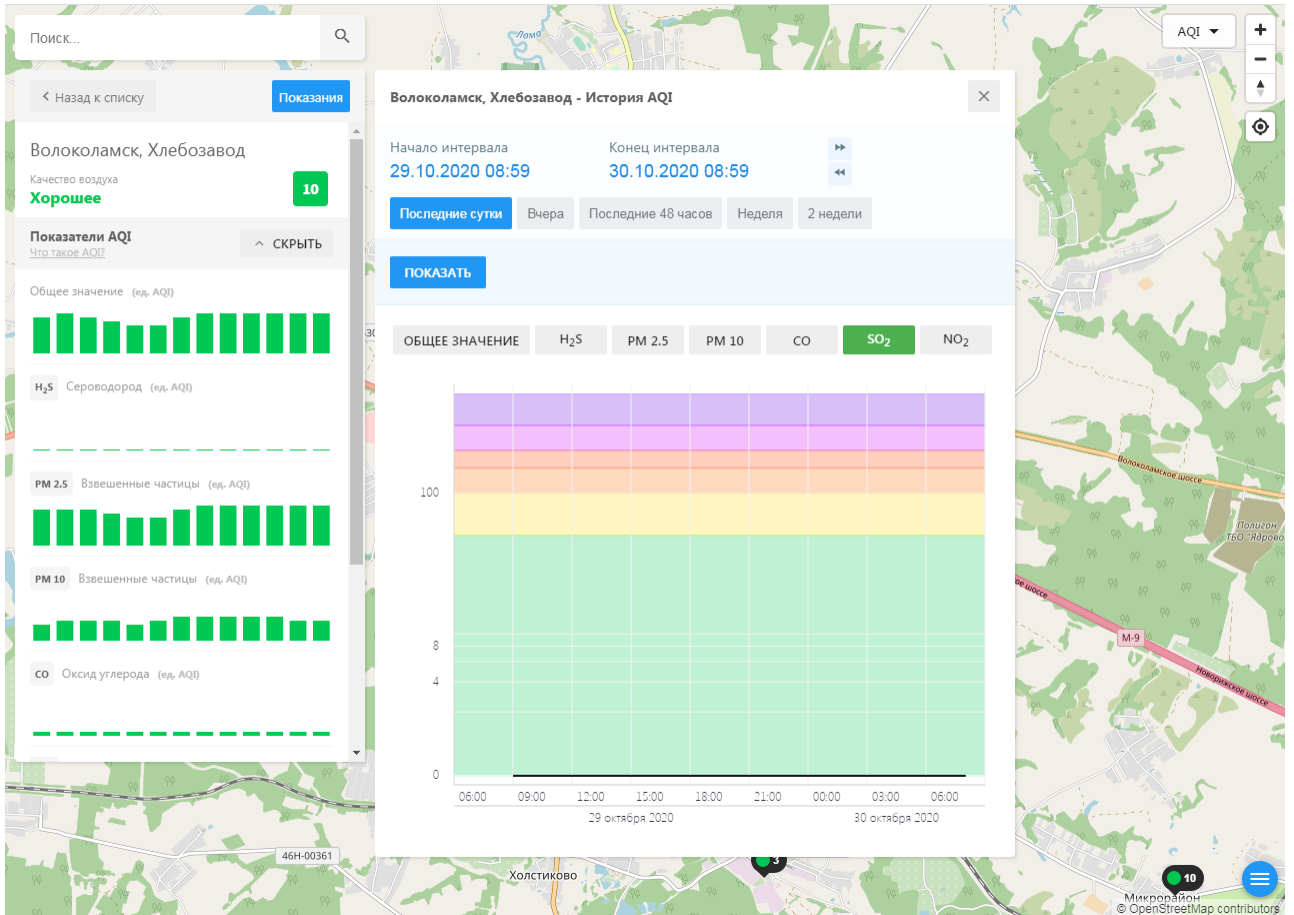 Поиск...
AQI
Назад к списку
Показания
Волоколамск, Хлебозавод
Качество воздуха
Хорошее
10
Показатели AQI
Что такое AQI?
СКРЫТЬ
Общее значение (ед. AQI)
H₂S Сероводород (ед. AQI)
PM 2.5 Взвешенные частицы (ед. AQI)
PM 10 Взвешенные частицы (ед. AQI)
CO Оксид углерода (ед. AQI)
Волоколамск, Хлебозавод - История AQI
Начало интервала
Конец интервала
29.10.2020 08:59
30.10.2020 08:59
Последние сутки
Вчера
Последние 48 часов
Неделя
2 недели
ПОКАЗАТЬ
ОБЩЕЕ ЗНАЧЕНИЕ
H₂S
PM 2.5
PM 10
CO
SO₂
NO₂
100
8
4
0
06:00 09:00 12:00 15:00 18:00 21:00 00:00 03:00 06:00
29 октября 2020
30 октября 2020
Лама
Волоколамское шоссе
Полигон
ТБО "Ядрово
ое шоссе
М-9
Новорижское шоссе
46Н-00361
Холстиково
3
10
Микрорайон
© OpenStreetMap contributors